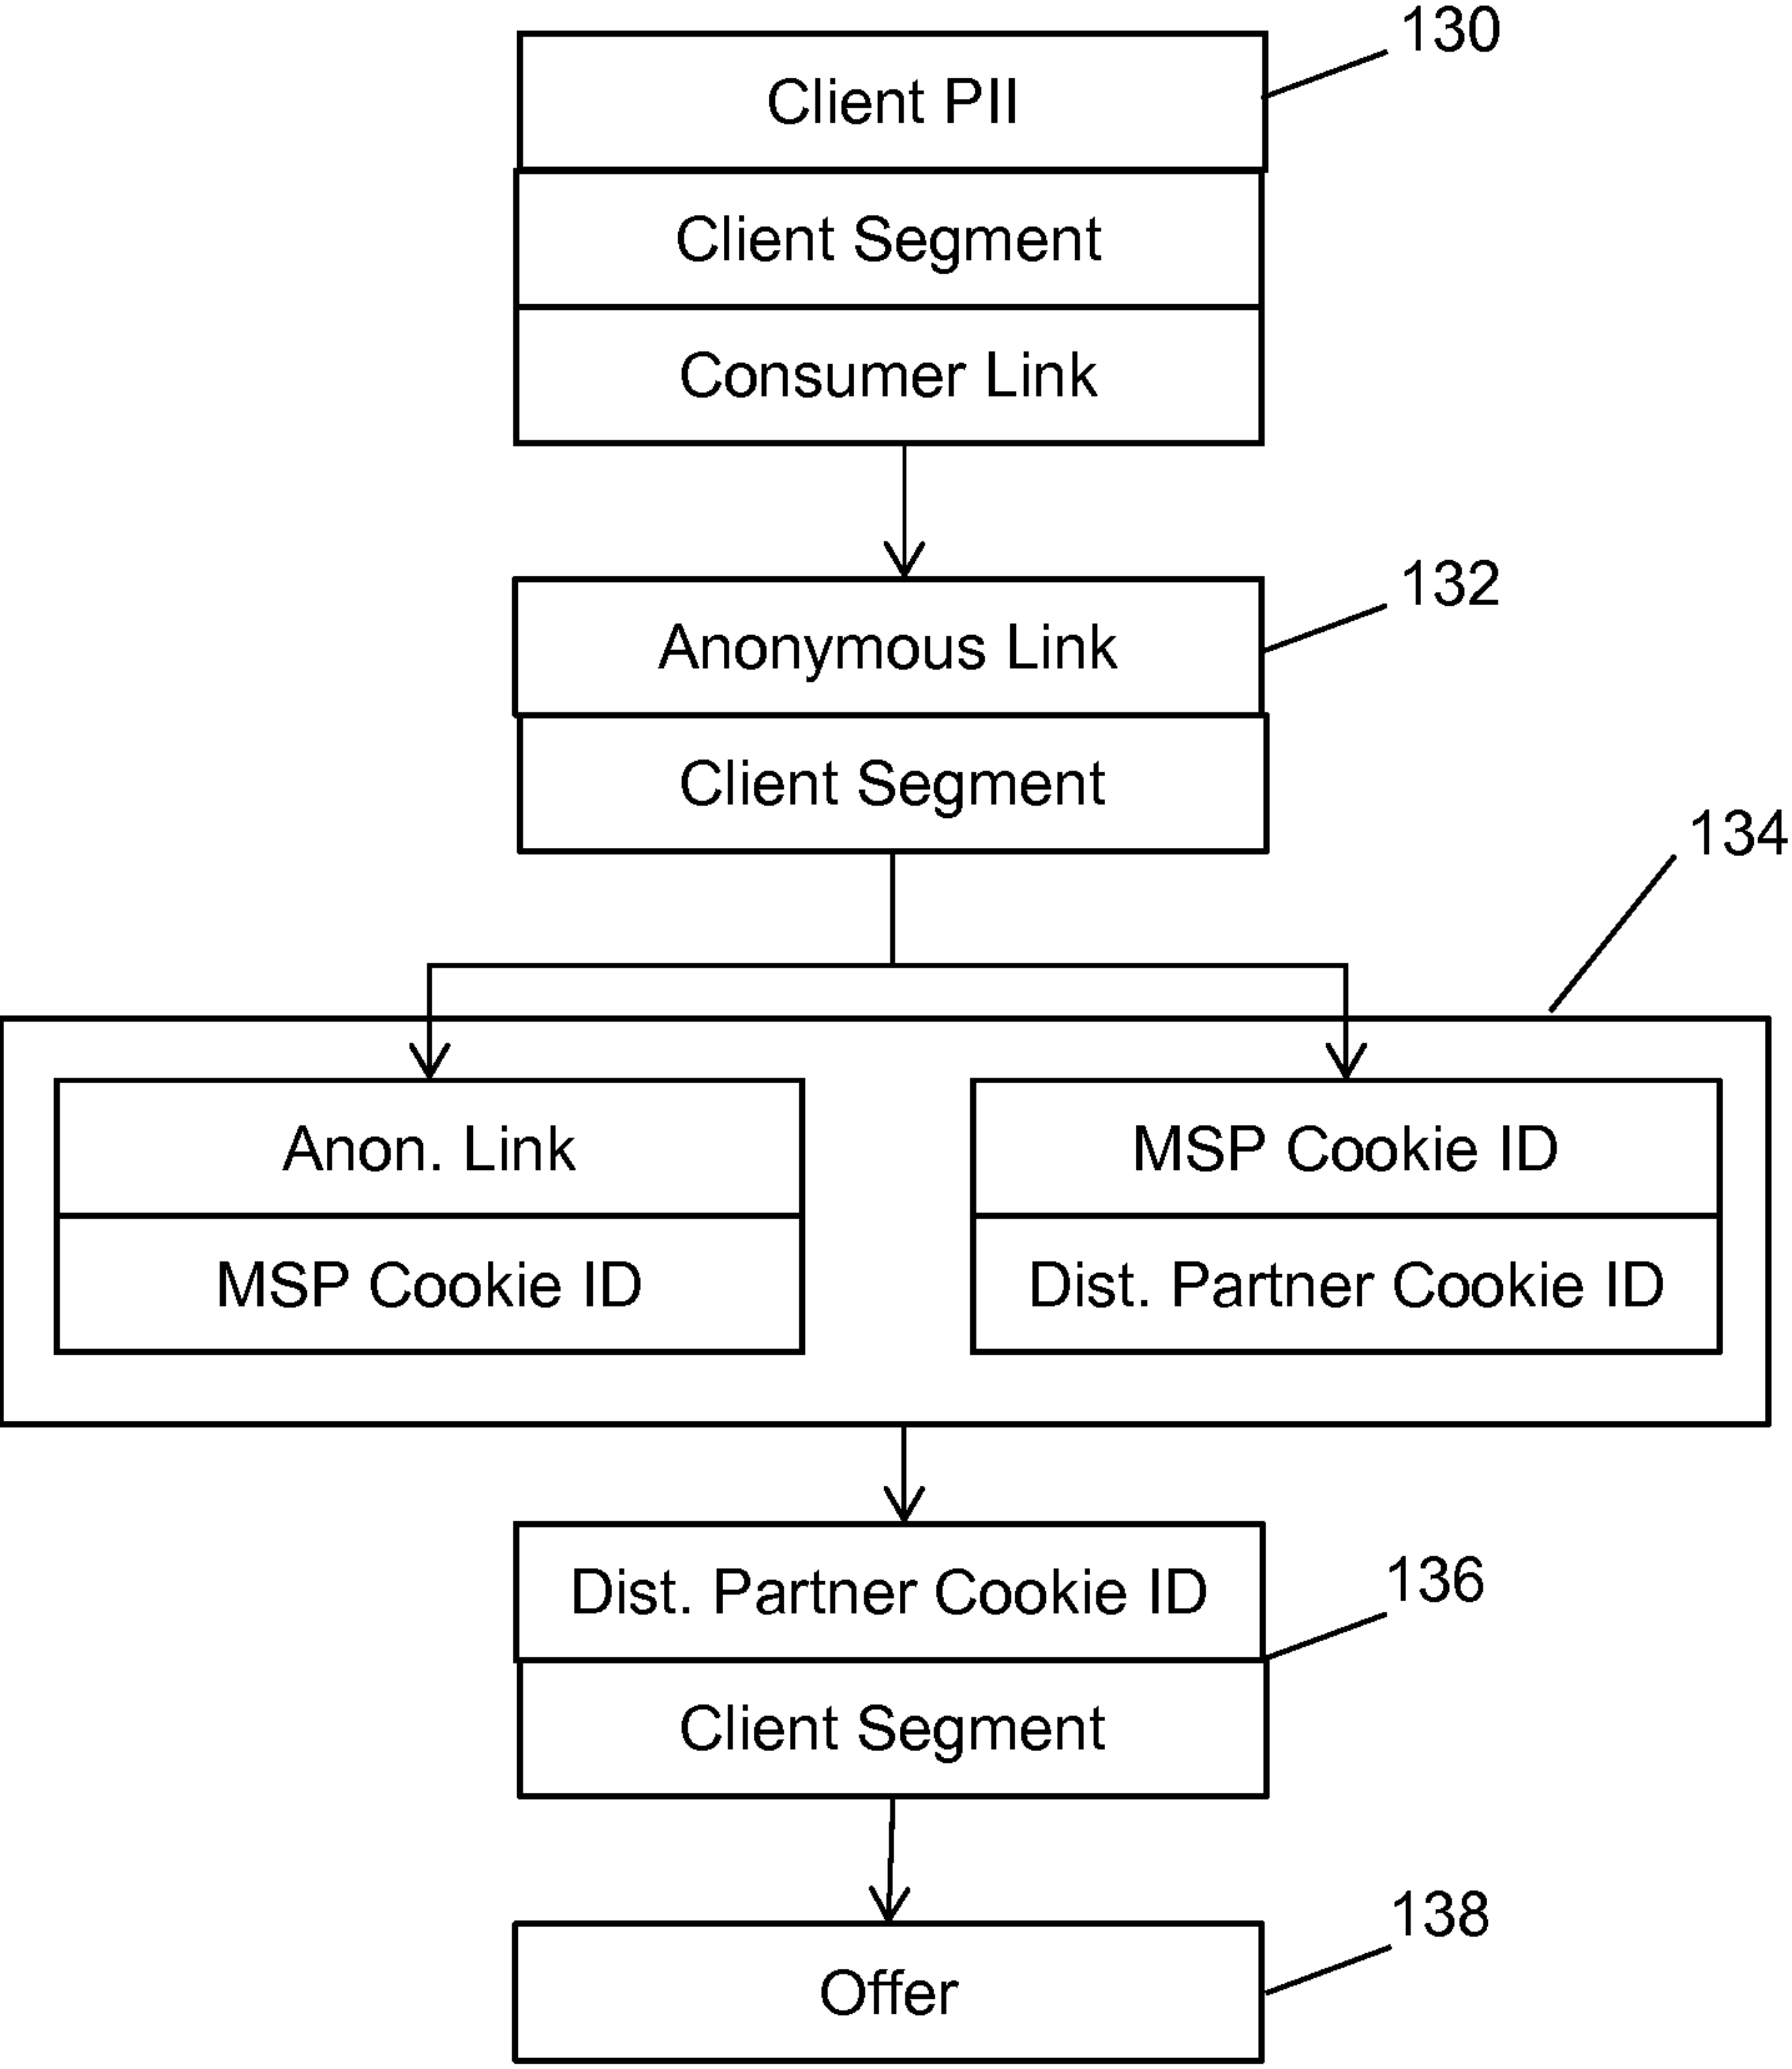 130
Client PII
Client Segment
Consumer Link
132
Anonymous Link
Client Segment
134
Anon. Link
MSP Cookie ID
MSP Cookie ID
Dist. Partner Cookie ID
Dist. Partner Cookie ID
136
Client Segment
138
Offer